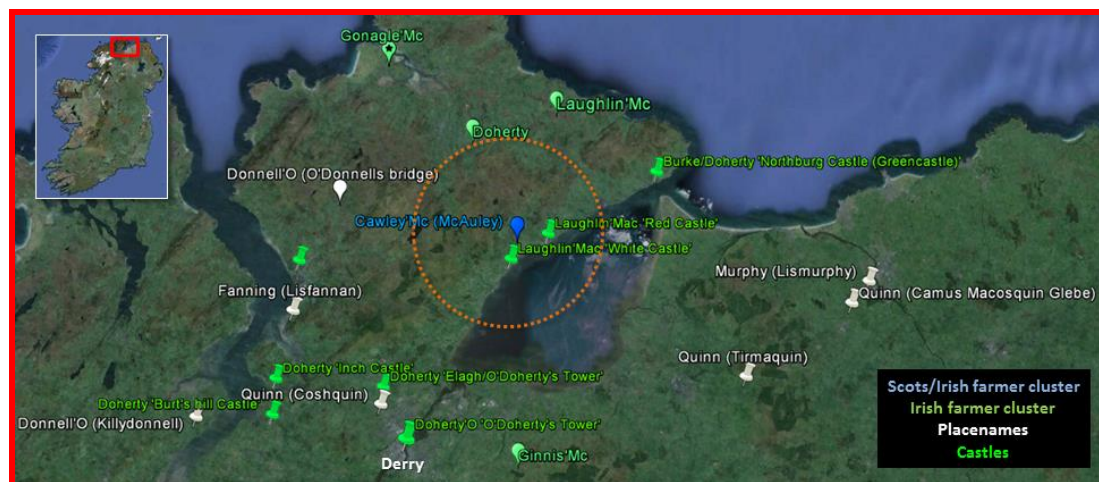 Gonagle'Mc
Laughlin'Mc
Doherty
Burke/Doherty 'Northburg Castle (Greencastle)'
Donnell'O (O'Donnells bridge)
Cawley'Mc (McAuley)
Laughlin'Mac 'Red Castle'
Laughlin'Mac 'White Castle'
Murphy (Lismurphy)
Fanning (Lisfannan)
Quinn (Camus Macosquin Glebe)
Quinn (Tirmaquin)
Doherty 'Inch Castle'
Doherty 'Elagh/O'Doherty's Tower'
Quinn (Coshquin)
Doherty 'Burt's hill Castle'
Donnell'O (Killydonnell)
Doherty'O 'O'Doherty's Tower'
Derry
Ginnis'Mc
Scots/Irish farmer cluster
Irish farmer cluster
Placenames
Castles